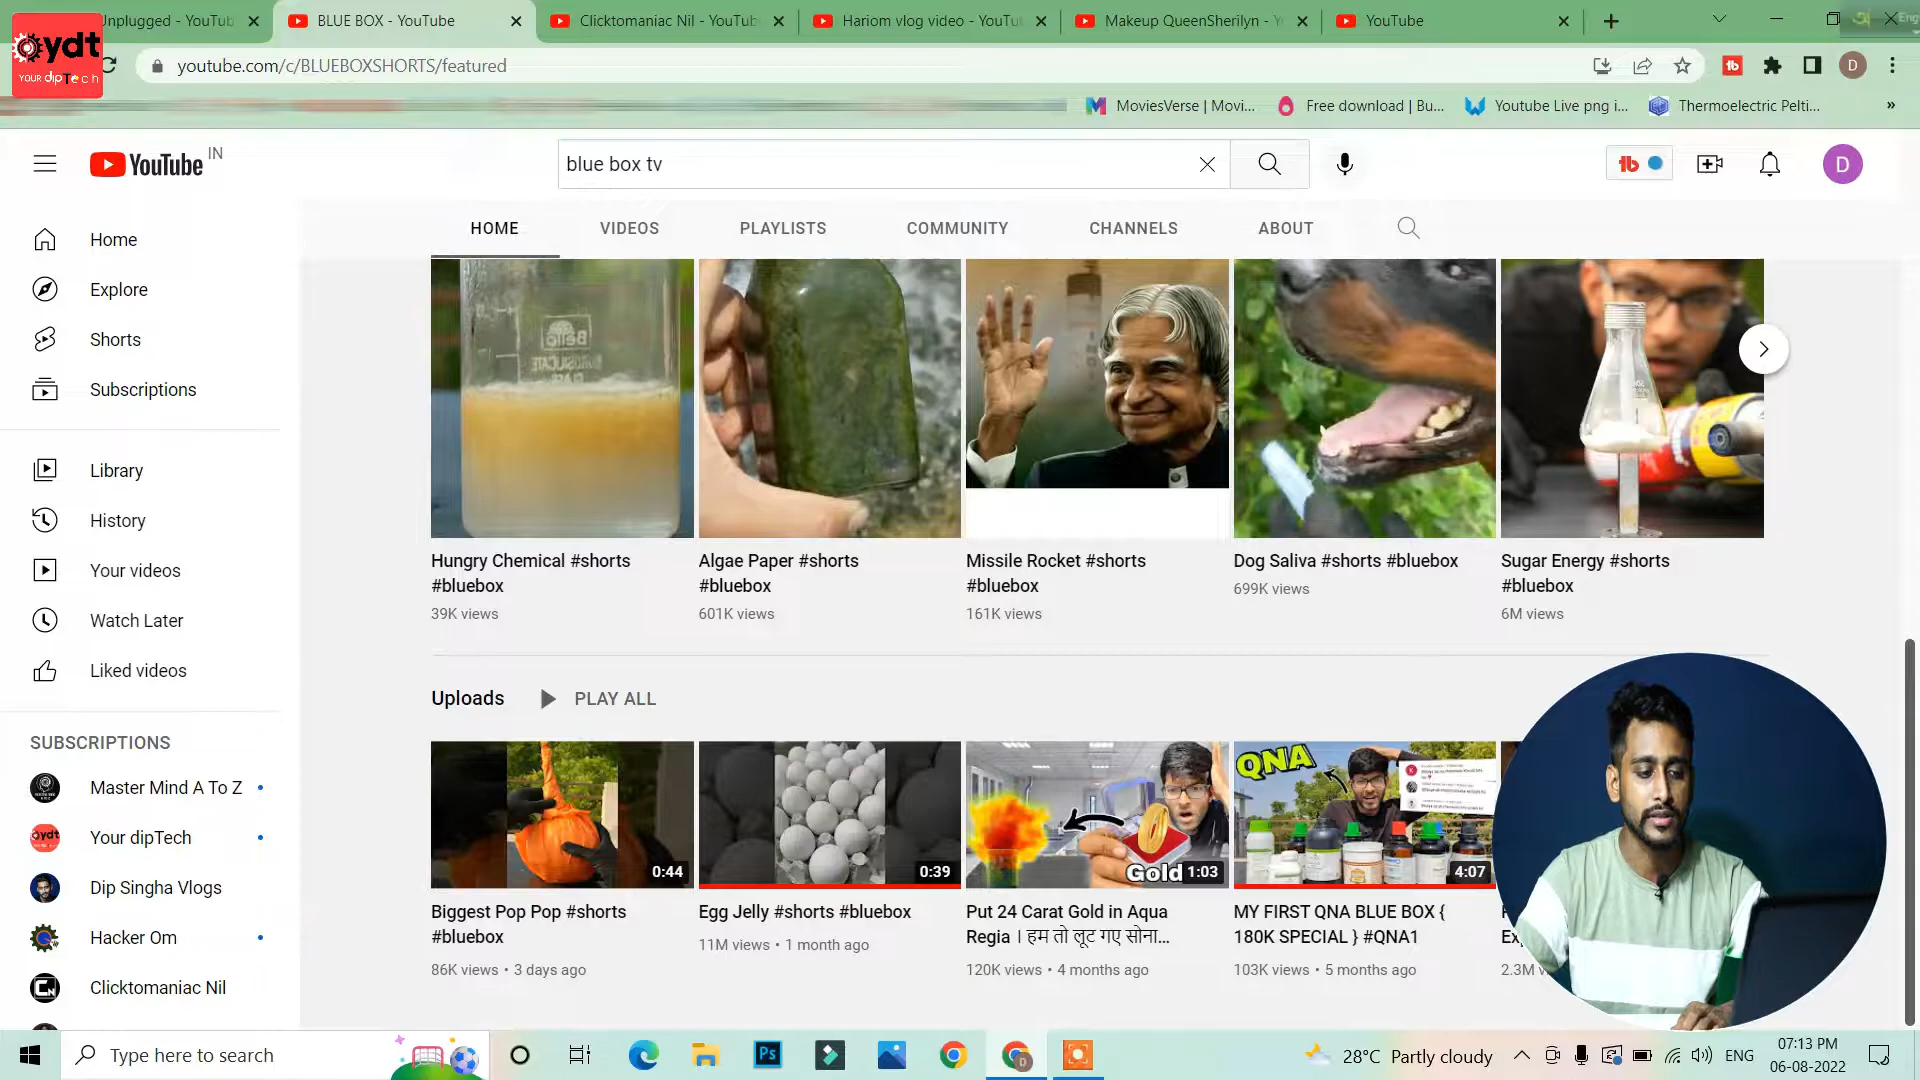 Unplugged - YouTub
BLUE BOX - YouTube
Clicktomaniac Nil - YouTub
Hariom vlog video - YouTu
Makeup QueenSherilyn - Y
YouTube
Eng
ydt
YOUR dipTech
youtube.com/c/BLUEBOXSHORTS/featured
D
MoviesVerse | Movi...
Free download | Bu...
Youtube Live png i...
Thermoelectric Pelti...
»
YouTube IN
blue box tv
D
HOME
VIDEOS
PLAYLISTS
COMMUNITY
CHANNELS
ABOUT
Home
Explore
Shorts
Subscriptions
Library
History
Your videos
Watch Later
Liked videos
SUBSCRIPTIONS
Master Mind A To Z
Your dipTech
Dip Singha Vlogs
Hacker Om
Clicktomaniac Nil
Hungry Chemical #shorts
#bluebox
39K views
Algae Paper #shorts
#bluebox
601K views
Missile Rocket #shorts
#bluebox
161K views
Dog Saliva #shorts #bluebox
699K views
Sugar Energy #shorts
#bluebox
6M views
Uploads
PLAY ALL
0:44
Biggest Pop Pop #shorts
#bluebox
86K views • 3 days ago
0:39
Egg Jelly #shorts #bluebox
11M views • 1 month ago
Gold
1:03
Put 24 Carat Gold in Aqua
Regia । हम तो लूट गए सोना...
120K views • 4 months ago
QNA
4:07
MY FIRST QNA BLUE BOX {
180K SPECIAL } #QNA1
103K views • 5 months ago
2.3M
Type here to search
Ps
28°C Partly cloudy
ENG
07:13 PM
06-08-2022